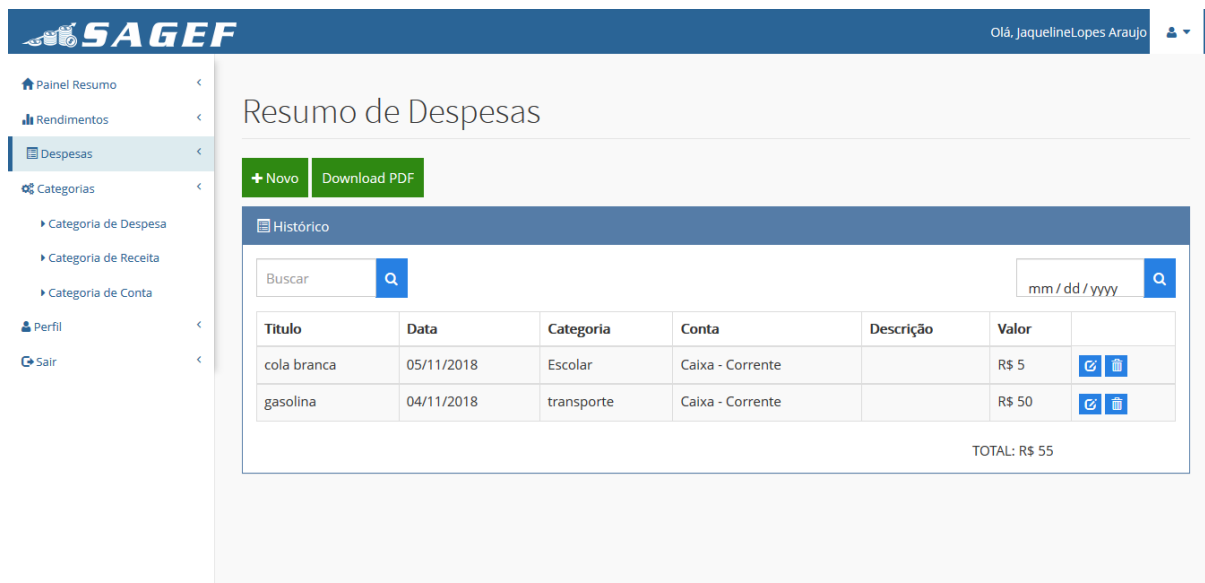 SAGEF
Olá, JaquelineLopes Araujo
Painel Resumo
Rendimentos
Despesas
Categorias
Categoria de Despesa
Categoria de Receita
Categoria de Conta
Perfil
Sair
Resumo de Despesas
+ Novo Download PDF
Histórico
Buscar mm / dd / yyyy
Titulo Data Categoria Conta Descrição Valor
cola branca 05/11/2018 Escolar Caixa - Corrente R$ 5
gasolina 04/11/2018 transporte Caixa - Corrente R$ 50
TOTAL: R$ 55